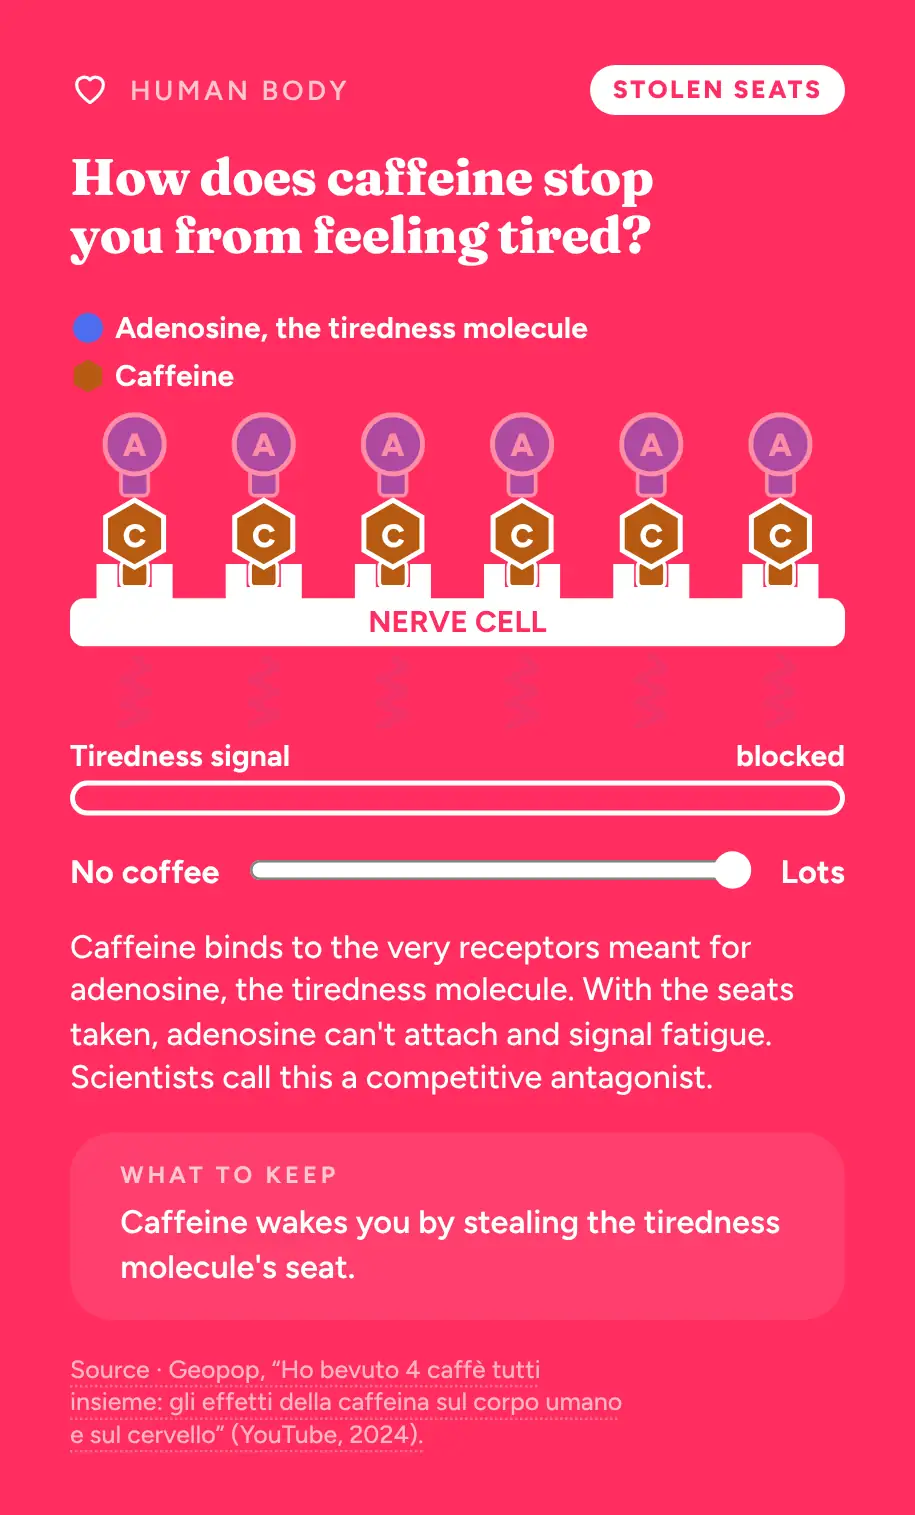 HUMAN BODY
STOLEN SEATS
How does caffeine stop
you from feeling tired?
Adenosine, the tiredness molecule
Caffeine
A A A A A A
C C C C C C
NERVE CELL
Tiredness signal
blocked
No coffee
Lots
Caffeine binds to the very receptors meant for
adenosine, the tiredness molecule. With the seats
taken, adenosine can't attach and signal fatigue.
Scientists call this a competitive antagonist.
WHAT TO KEEP
Caffeine wakes you by stealing the tiredness
molecule's seat.
Source · Geopop, “Ho bevuto 4 caffè tutti
insieme: gli effetti della caffeina sul corpo umano
e sul cervello” (YouTube, 2024).